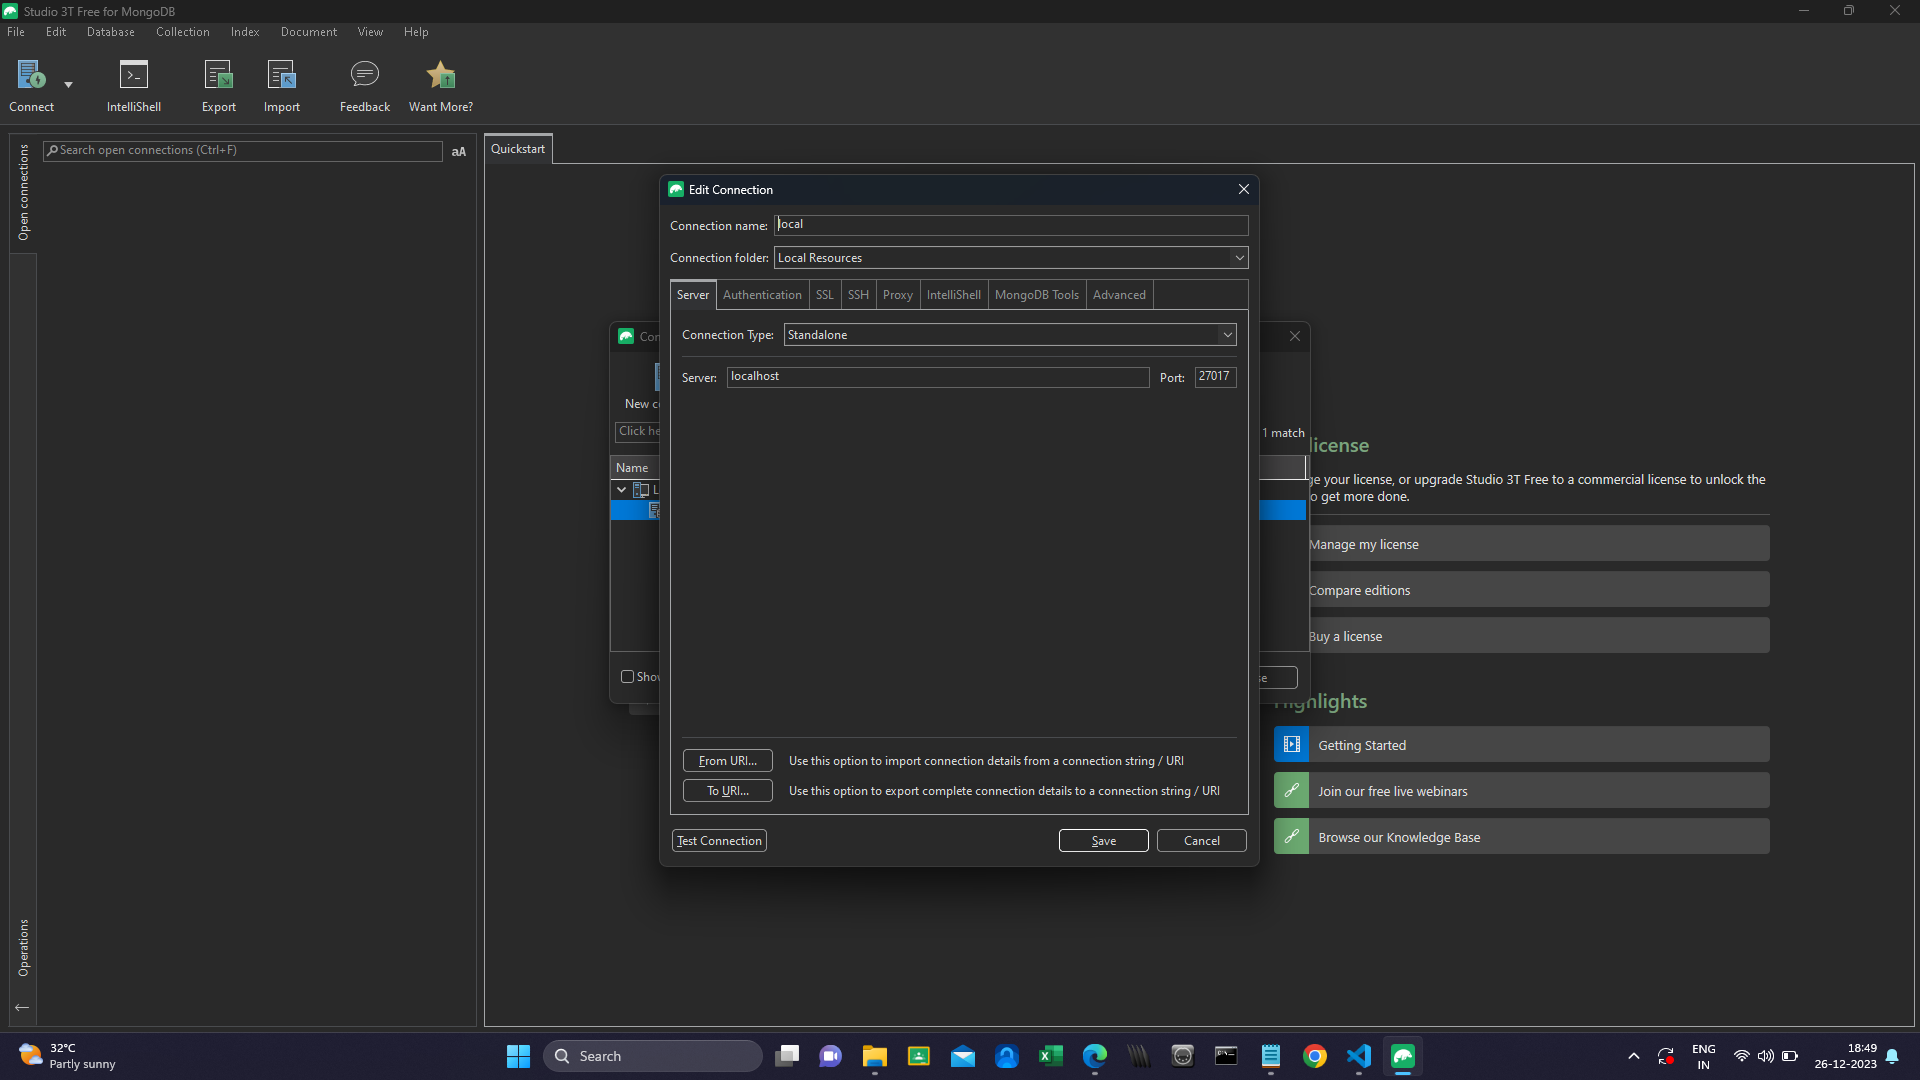 Studio 3T Free for MongoDB
File Edit Database Collection Index Document View Help
Connect IntelliShell Export Import Feedback Want More?
Open connections
Search open connections (Ctrl+F) aA
Quickstart
Edit Connection
Connection name: local
Connection folder: Local Resources
Server Authentication SSL SSH Proxy IntelliShell MongoDB Tools Advanced
Connection Type: Standalone
Server: localhost Port: 27017
From URI... Use this option to import connection details from a connection string / URI
To URI... Use this option to export complete connection details to a connection string / URI
Test Connection Save Cancel
Con
New co
Click he
1 match
Name
L
Show
se
license
ge your license, or upgrade Studio 3T Free to a commercial license to unlock the
o get more done.
Manage my license
Compare editions
Buy a license
Highlights
Getting Started
Join our free live webinars
Browse our Knowledge Base
Operations
32°C
Partly sunny
Search
ENG
IN
18:49
26-12-2023